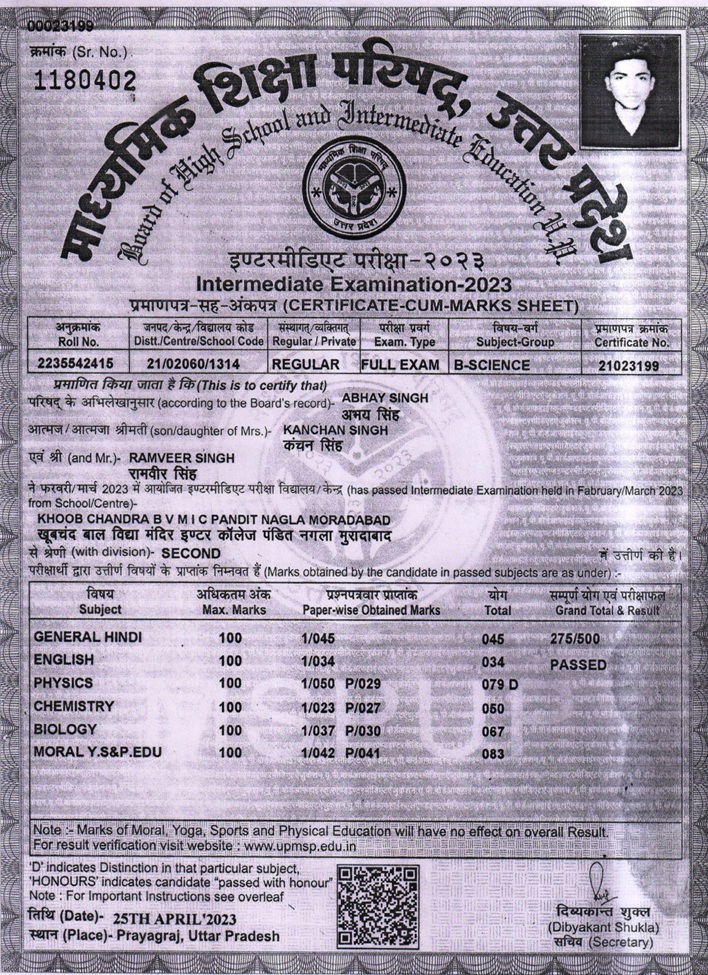 00023199
क्रमांक (Sr. No.)
1180402
माध्यमिक शिक्षा परिषद्, उत्तर प्रदेश
Board of High School and Intermediate Education U.P.
माध्यमिक शिक्षा परिषद
उत्तर प्रदेश
इण्टरमीडिएट परीक्षा-२०२३
Intermediate Examination-2023
प्रमाणपत्र-सह-अंकपत्र (CERTIFICATE-CUM-MARKS SHEET)
अनुक्रमांक जनपद/केन्द्र/विद्यालय कोड संस्थागत्/व्यक्तिगत् परीक्षा प्रवर्ग विषय-वर्ग प्रमाणपत्र क्रमांक
Roll No. Distt./Centre/School Code Regular / Private Exam. Type Subject-Group Certificate No.
2235542415 21/02060/1314 REGULAR FULL EXAM B-SCIENCE 21023199
प्रमाणित किया जाता है कि (This is to certify that)
परिषद् के अभिलेखानुसार (according to the Board's record)- ABHAY SINGH
अभय सिंह
आत्मज/आत्मजा श्रीमती (son/daughter of Mrs.)- KANCHAN SINGH
कंचन सिंह
एवं श्री (and Mr.)- RAMVEER SINGH
रामवीर सिंह
ने फरवरी/मार्च 2023 में आयोजित इण्टरमीडिएट परीक्षा विद्यालय/केन्द्र (has passed Intermediate Examination held in Fabruary/March 2023
from School/Centre)-
KHOOB CHANDRA B V M I C PANDIT NAGLA MORADABAD
खूबचंद बाल विद्या मंदिर इण्टर कॉलेज पंडित नगला मुरादाबाद
से श्रेणी (with division)- SECOND में उत्तीर्ण की है।
परीक्षार्थी द्वारा उत्तीर्ण विषयों के प्राप्तांक निम्नवत हैं (Marks obtained by the candidate in passed subjects are as under) :-
विषय अधिकतम अंक प्रश्नपत्रवार प्राप्तांक योग सम्पूर्ण योग एवं परीक्षाफल
Subject Max. Marks Paper-wise Obtained Marks Total Grand Total & Result
GENERAL HINDI 100 1/045 045 275/500
ENGLISH 100 1/034 034 PASSED
PHYSICS 100 1/050 P/029 079 D
CHEMISTRY 100 1/023 P/027 050
BIOLOGY 100 1/037 P/030 067
MORAL Y.S&P.EDU 100 1/042 P/041 083
MSPUP
Note :- Marks of Moral, Yoga, Sports and Physical Education will have no effect on overall Result.
For result verification visit website : www.upmsp.edu.in
'D' indicates Distinction in that particular subject,
'HONOURS' indicates candidate "passed with honour"
Note : For Important Instructions see overleaf
तिथि (Date)- 25TH APRIL'2023
स्थान (Place)- Prayagraj, Uttar Pradesh
दिब्यकान्त शुक्ल
(Dibyakant Shukla)
सचिव (Secretary)